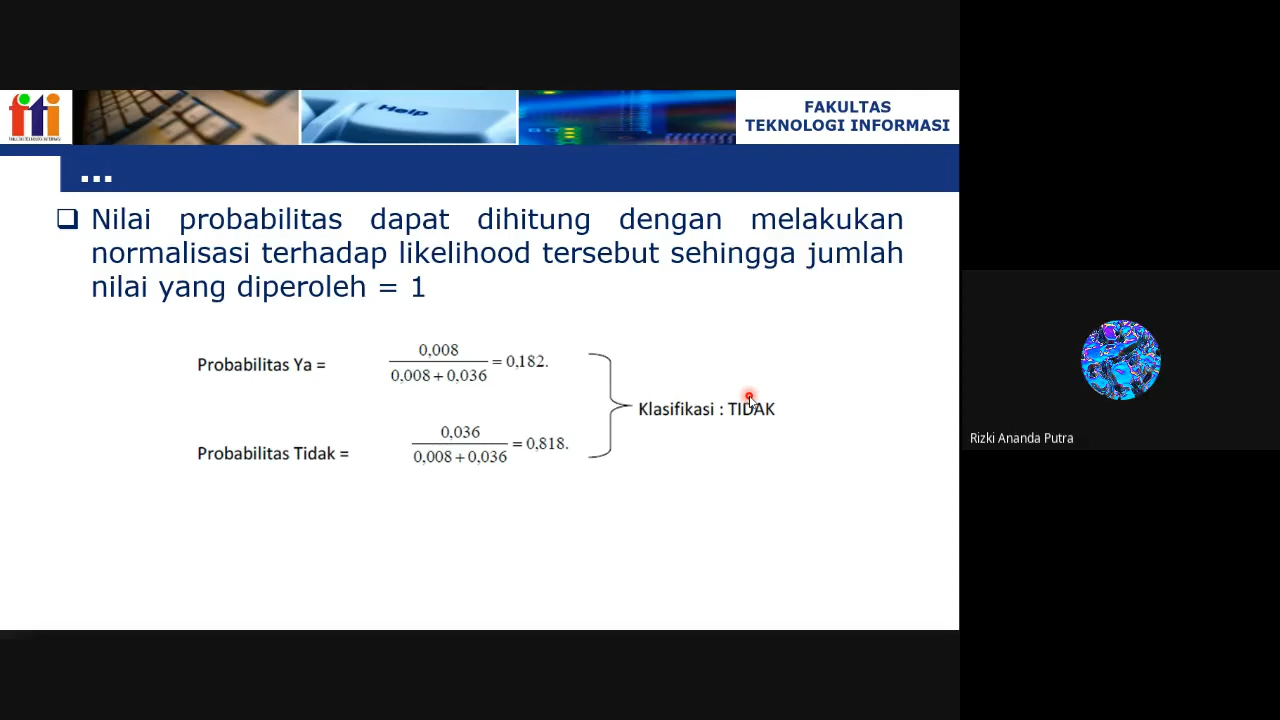 fiti
Help
FAKULTAS
TEKNOLOGI INFORMASI
...
❑ Nilai probabilitas dapat dihitung dengan melakukan
normalisasi terhadap likelihood tersebut sehingga jumlah
nilai yang diperoleh = 1
Probabilitas Ya = 0,008 / 0,008 + 0,036 = 0,182.
Klasifikasi : TIDAK
Probabilitas Tidak = 0,036 / 0,008 + 0,036 = 0,818.
Rizki Ananda Putra